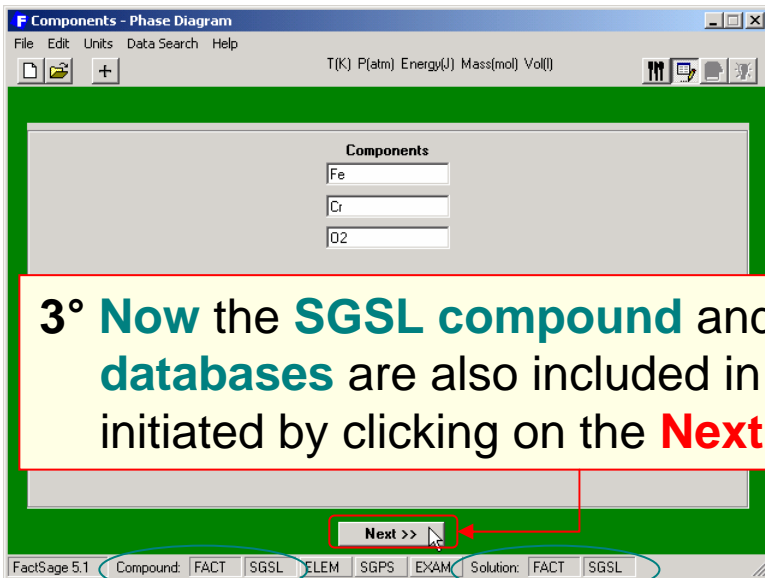 F Components - Phase Diagram
File Edit Units Data Search Help
T(K) P(atm) Energy(J) Mass(mol) Vol(l)
Components
Fe
Cr
O2
3° Now the SGSL compound and
databases are also included in
initiated by clicking on the Next
Next >>
FactSage 5.1 Compound: FACT SGSL ELEM SGPS EXAM Solution: FACT SGSL